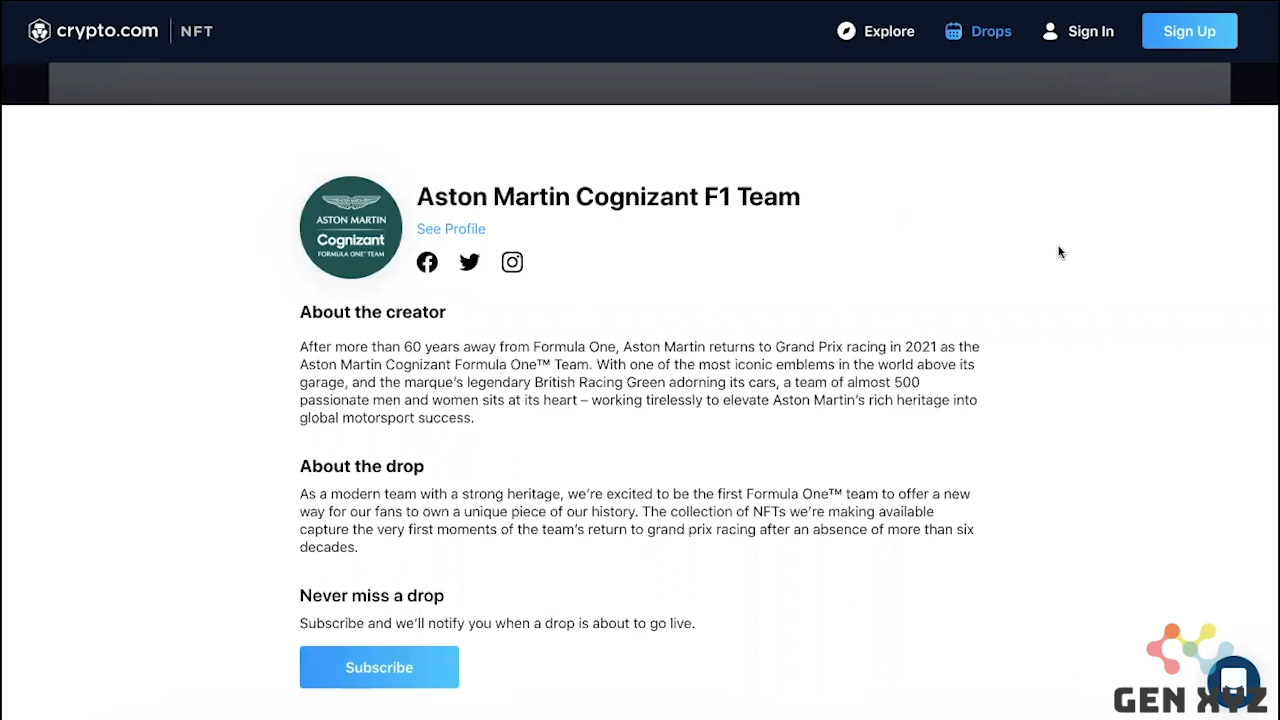 crypto.com | NFT
Explore
Drops
Sign In
Sign Up
ASTON MARTIN
Cognizant
FORMULA ONE™ TEAM
Aston Martin Cognizant F1 Team
See Profile
About the creator
After more than 60 years away from Formula One, Aston Martin returns to Grand Prix racing in 2021 as the
Aston Martin Cognizant Formula One™ Team. With one of the most iconic emblems in the world above its
garage, and the marque's legendary British Racing Green adorning its cars, a team of almost 500
passionate men and women sits at its heart – working tirelessly to elevate Aston Martin's rich heritage into
global motorsport success.
About the drop
As a modern team with a strong heritage, we're excited to be the first Formula One™ team to offer a new
way for our fans to own a unique piece of our history. The collection of NFTs we're making available
capture the very first moments of the team's return to grand prix racing after an absence of more than six
decades.
Never miss a drop
Subscribe and we'll notify you when a drop is about to go live.
Subscribe
GEN XYZ